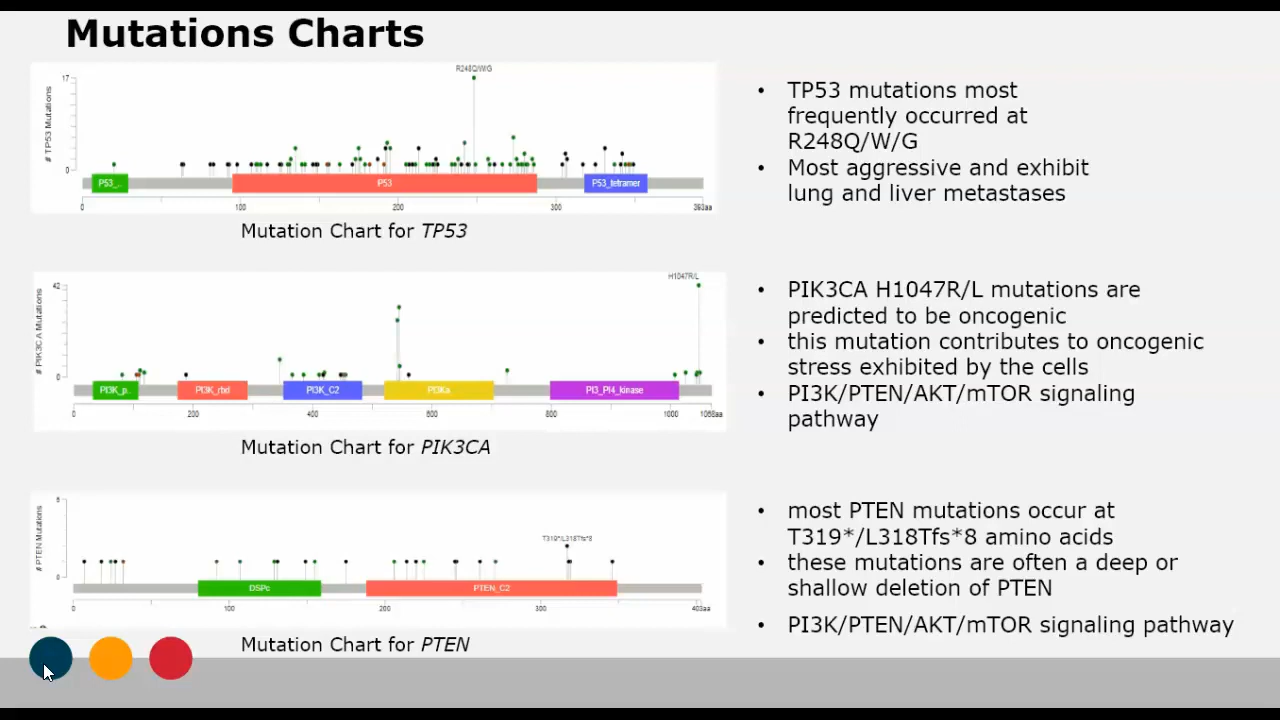 Mutations Charts
R248Q/W/G
17
# TP53 Mutations
0
P53_..
P53
P53_tetramer
0
100
200
300
393aa
Mutation Chart for TP53
• TP53 mutations most
frequently occurred at
R248Q/W/G
• Most aggressive and exhibit
lung and liver metastases
H1047R/L
42
# PIK3CA Mutations
0
PI3K_p..
PI3K_rbd
PI3K_C2
PI3Ka
PI3_PI4_kinase
0
200
400
600
800
1000
1068aa
Mutation Chart for PIK3CA
• PIK3CA H1047R/L mutations are
predicted to be oncogenic
• this mutation contributes to oncogenic
stress exhibited by the cells
• PI3K/PTEN/AKT/mTOR signaling
pathway
5
# PTEN Mutations
T319*/L318Tfs*8
0
DSPc
PTEN_C2
0
100
200
300
403aa
Mutation Chart for PTEN
• most PTEN mutations occur at
T319*/L318Tfs*8 amino acids
• these mutations are often a deep or
shallow deletion of PTEN
• PI3K/PTEN/AKT/mTOR signaling pathway